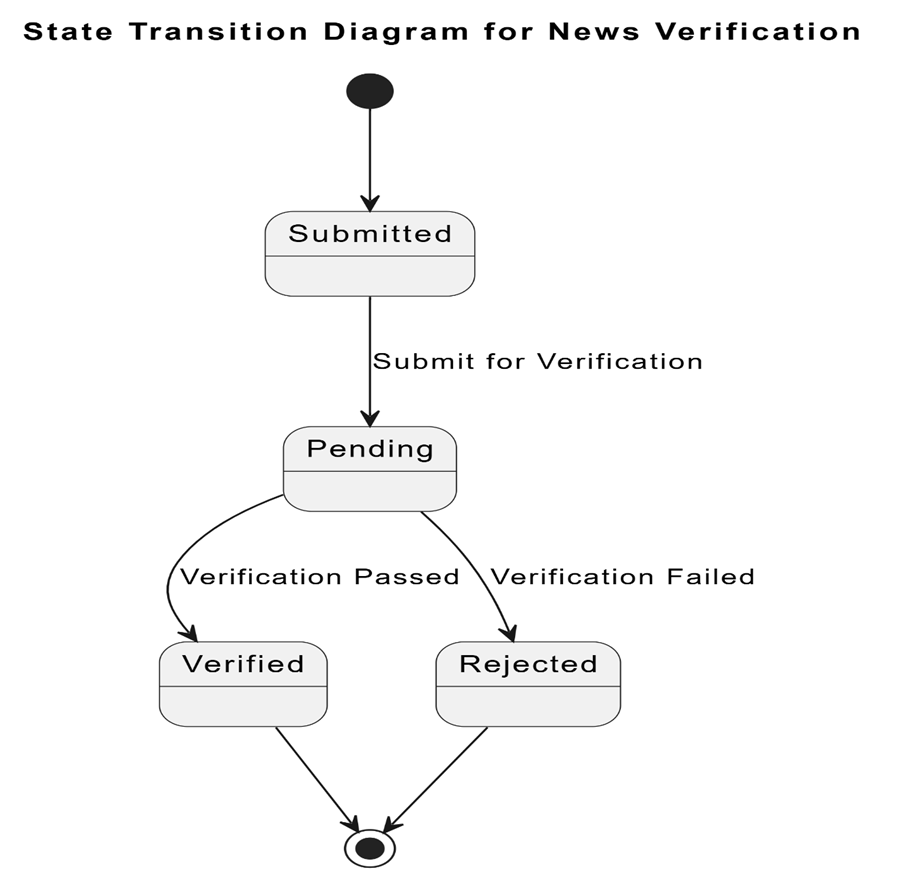 State Transition Diagram for News Verification
Submitted
Submit for Verification
Pending
Verification Passed
Verification Failed
Verified
Rejected